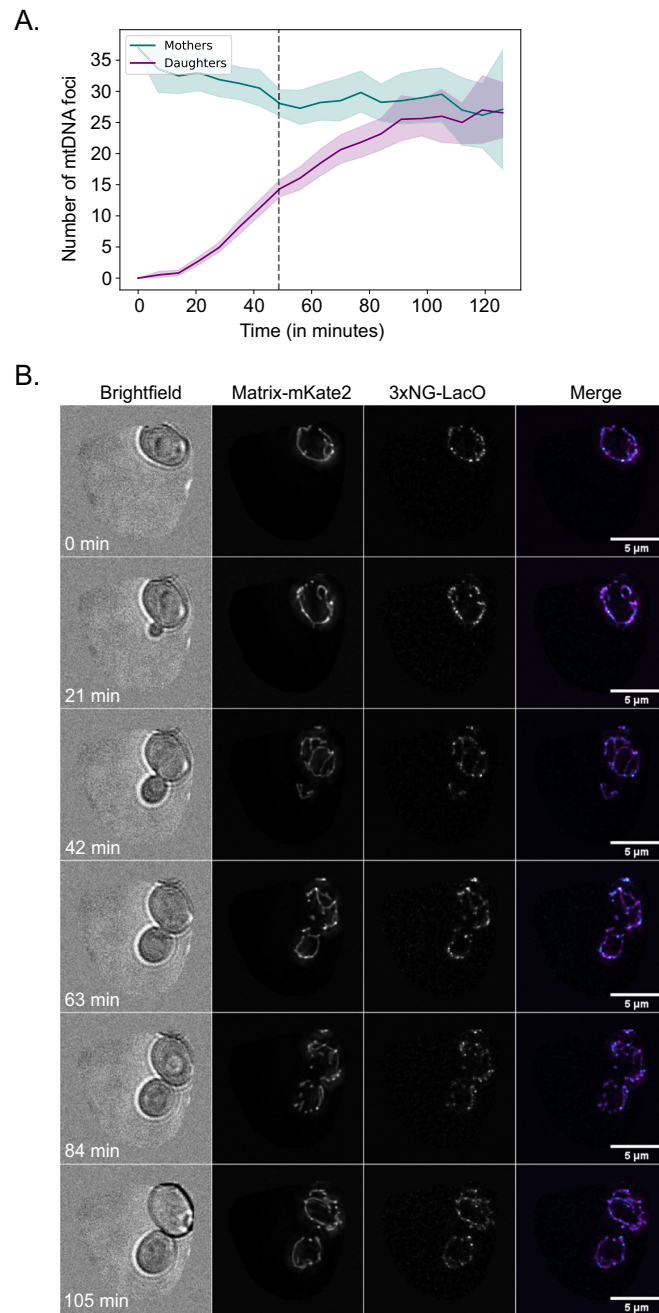 A.
Mothers
Daughters
Number of mtDNA foci
35
30
25
20
15
10
5
0
0 20 40 60 80 100 120
Time (in minutes)
B.
Brightfield Matrix-mKate2 3xNG-LacO Merge
0 min
5 µm
21 min
5 µm
42 min
5 µm
63 min
5 µm
84 min
5 µm
105 min
5 µm